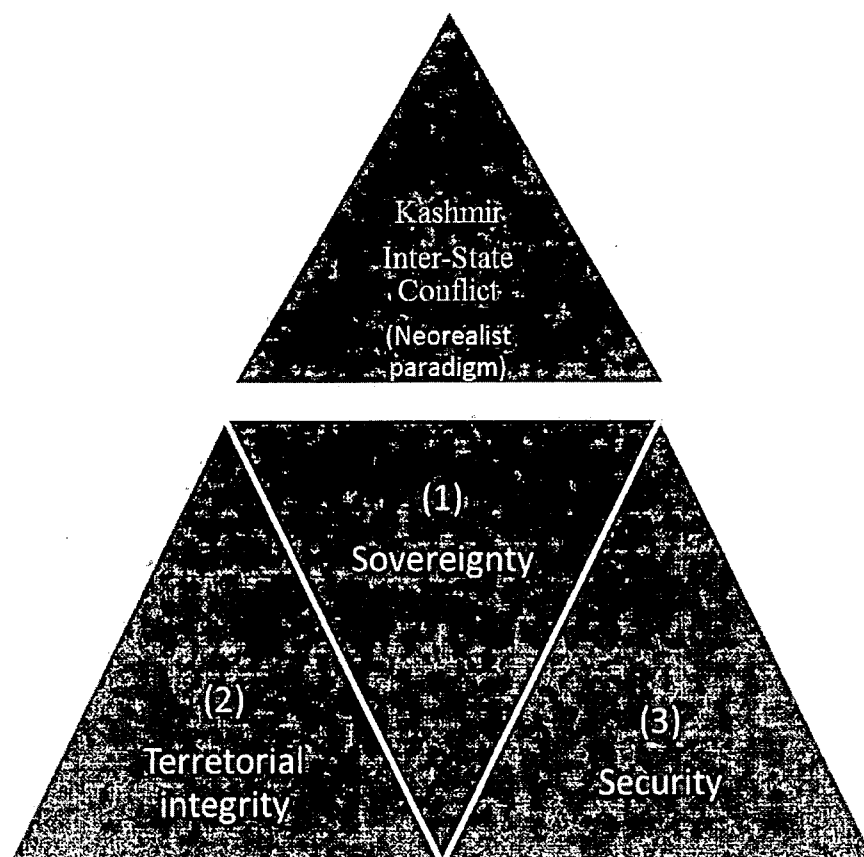 Kashmir
Inter-State
Conflict
(Neorealist
paradigm)
(1)
Sovereignty
(2)
Terretorial
integrity
(3)
Security